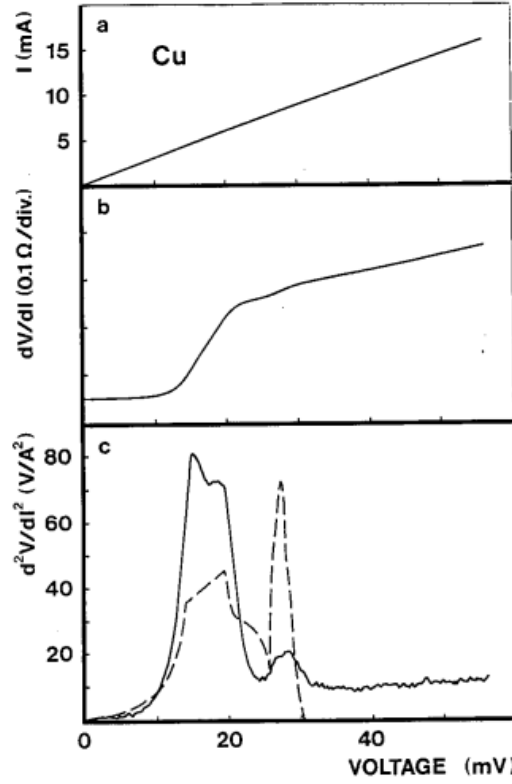 a
Cu
I (mA)
15
10
5
b
dV/dI (0.1 Ω/div.)
c
d²V/dI² (V/A²)
80
60
40
20
0 20 40
VOLTAGE (mV)